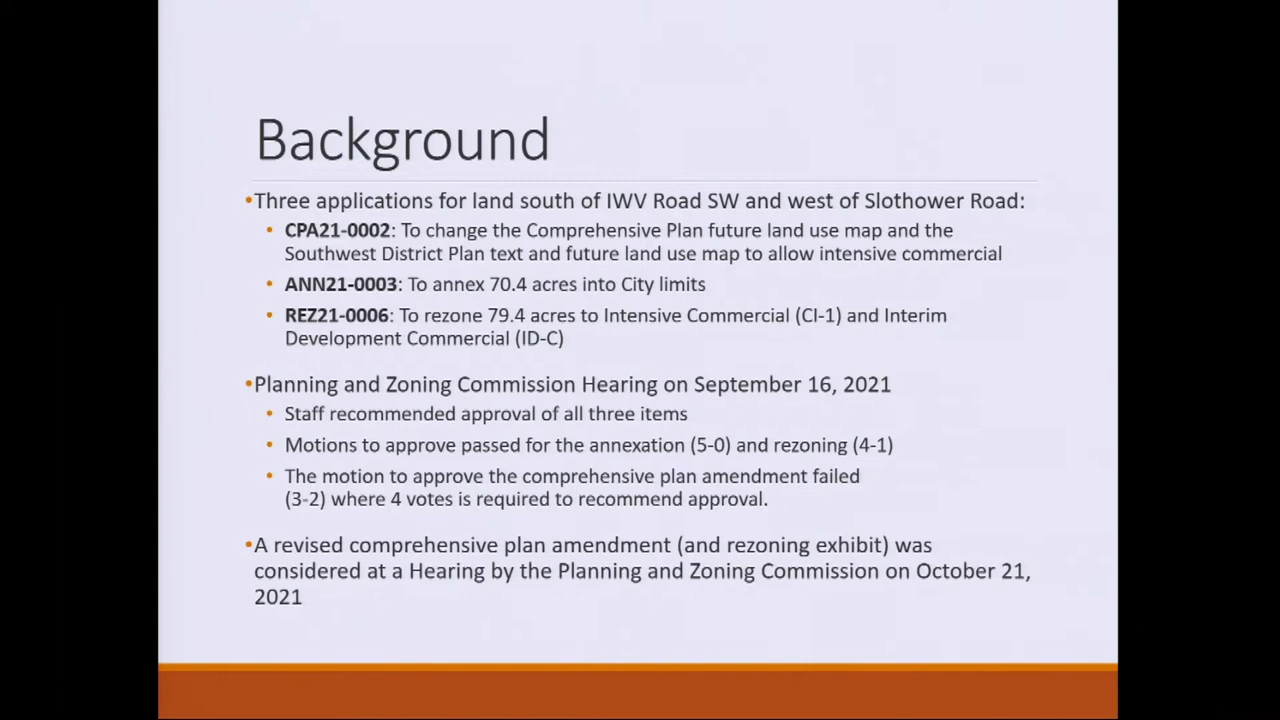 Background
•Three applications for land south of IWV Road SW and west of Slothower Road:
• CPA21-0002: To change the Comprehensive Plan future land use map and the
Southwest District Plan text and future land use map to allow intensive commercial
• ANN21-0003: To annex 70.4 acres into City limits
• REZ21-0006: To rezone 79.4 acres to Intensive Commercial (CI-1) and Interim
Development Commercial (ID-C)
•Planning and Zoning Commission Hearing on September 16, 2021
• Staff recommended approval of all three items
• Motions to approve passed for the annexation (5-0) and rezoning (4-1)
• The motion to approve the comprehensive plan amendment failed
(3-2) where 4 votes is required to recommend approval.
•A revised comprehensive plan amendment (and rezoning exhibit) was
considered at a Hearing by the Planning and Zoning Commission on October 21,
2021